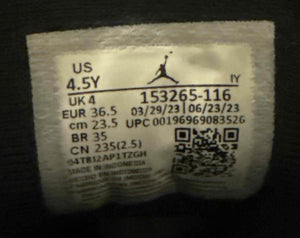 US
4.5Y
IY
UK 4
153265-116
EUR 36.5
03/29/23 06/23/23
cm 23.5
UPC 00196969083526
BR 35
CN 235(2.5)
MADE IN INDONESIA